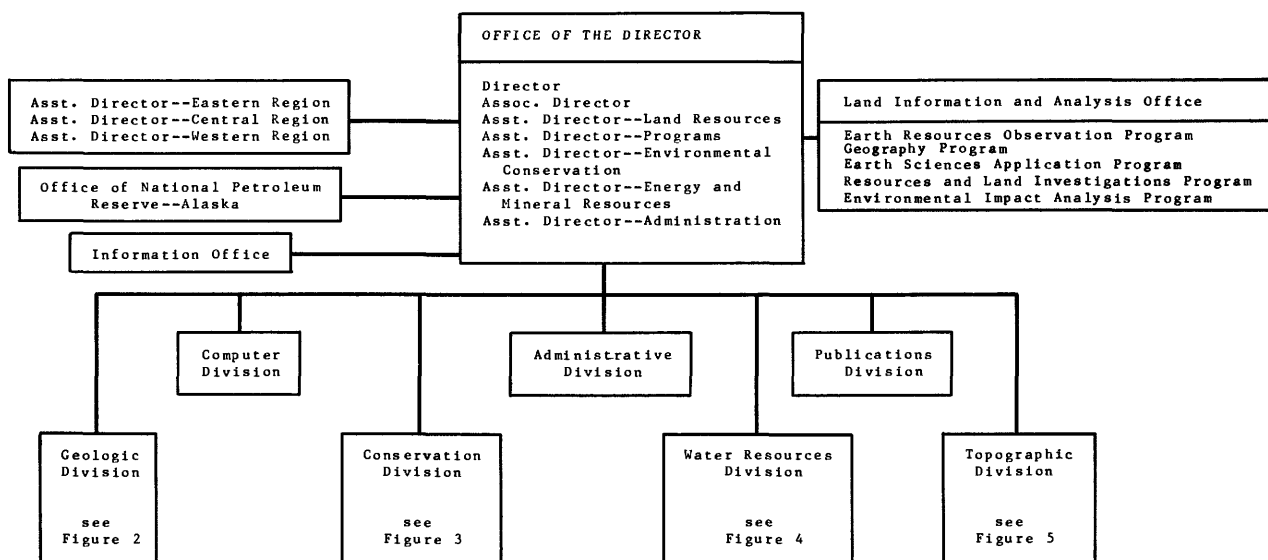 OFFICE OF THE DIRECTOR
Director
Assoc. Director
Asst. Director--Land Resources
Asst. Director--Programs
Asst. Director--Environmental
Conservation
Asst. Director--Energy and
Mineral Resources
Asst. Director--Administration
Asst. Director--Eastern Region
Asst. Director--Central Region
Asst. Director--Western Region
Office of National Petroleum
Reserve--Alaska
Information Office
Land Information and Analysis Office
Earth Resources Observation Program
Geography Program
Earth Sciences Application Program
Resources and Land Investigations Program
Environmental Impact Analysis Program
Computer
Division
Administrative
Division
Publications
Division
Geologic
Division
see
Figure 2
Conservation
Division
see
Figure 3
Water Resources
Division
see
Figure 4
Topographic
Division
see
Figure 5